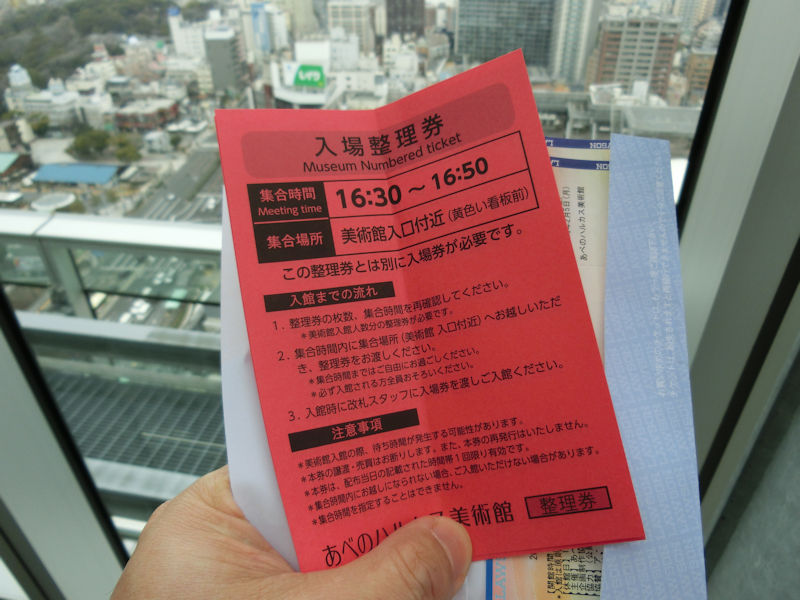 入場整理券
Museum Numbered ticket
集合時間
Meeting time
16:30 ～ 16:50
集合場所
美術館入口付近 (黄色い看板前)
この整理券とは別に入場券が必要です。
入館までの流れ
1. 整理券の枚数、集合時間を再確認してください。
＊美術館入館人数分の整理券が必要です。
2. 集合時間内に集合場所 (美術館 入口付近) へお越しいただ
き、整理券をお渡しください。
＊集合時間まではご自由にお過ごしください。
＊必ず入館される方全員おそろいください。
3. 入館時に改札スタッフに入場券を渡しご入館ください。
注意事項
＊美術館入館の際、待ち時間が発生する可能性があります。
＊本券の譲渡・売買はお断りします。また、本券の再発行はいたしません。
＊本券は、配布当日の記載された時間帯1回限り有効です。
＊集合時間内にお越しになられない場合、ご入館いただけない場合があります。
＊集合時間を指定することはできません。
あべのハルカス美術館
整理券
あべのハルカス美術館